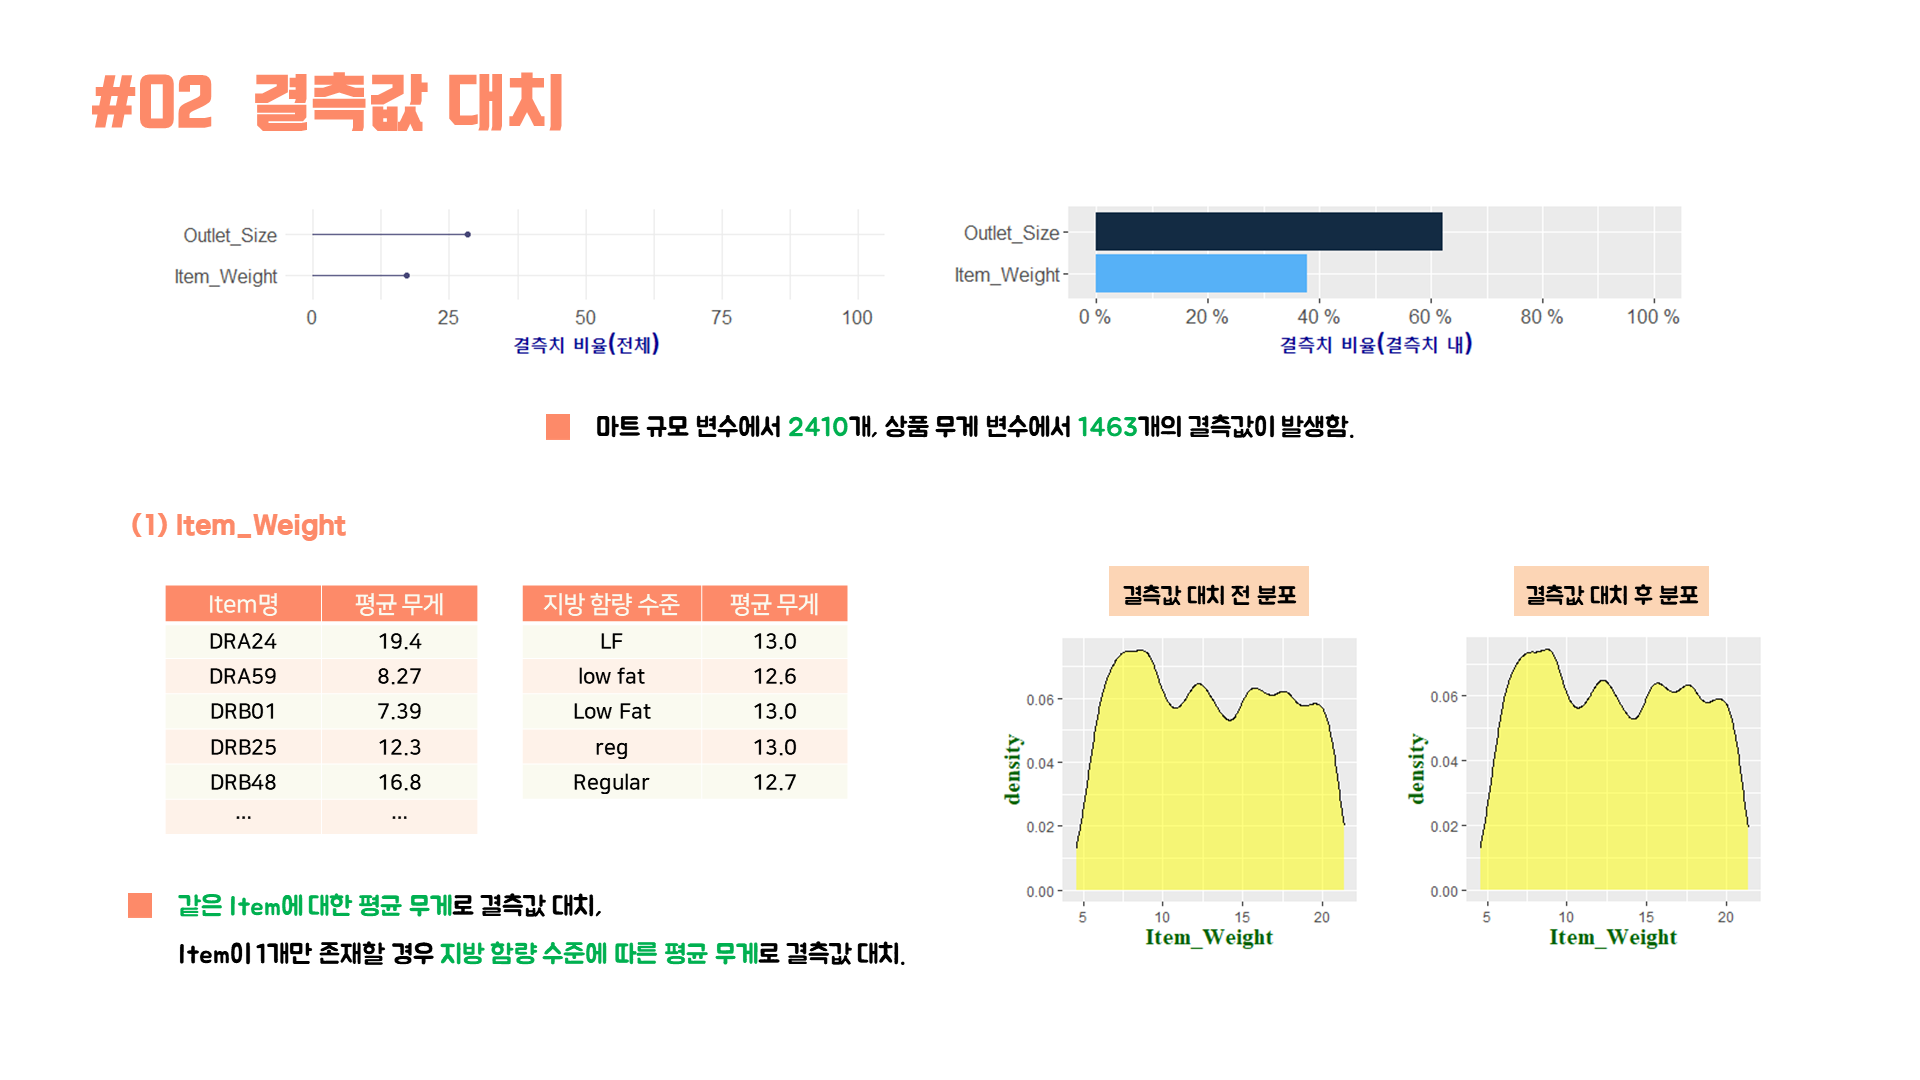 #02 결측값 대치
Outlet_Size
Item_Weight
0 25 50 75 100
결측치 비율(전체)
Outlet_Size
Item_Weight
0 % 20 % 40 % 60 % 80 % 100 %
결측치 비율(결측치 내)
마트 규모 변수에서 2410개, 상품 무게 변수에서 1463개의 결측값이 발생함.
(1) Item_Weight
Item명 평균 무게
DRA24 19.4
DRA59 8.27
DRB01 7.39
DRB25 12.3
DRB48 16.8
... ...
지방 함량 수준 평균 무게
LF 13.0
low fat 12.6
Low Fat 13.0
reg 13.0
Regular 12.7
같은 Item에 대한 평균 무게로 결측값 대치,
Item이 1개만 존재할 경우 지방 함량 수준에 따른 평균 무게로 결측값 대치.
결측값 대치 전 분포
density
0.06
0.04
0.02
0.00
5 10 15 20
Item_Weight
결측값 대치 후 분포
density
0.06
0.04
0.02
0.00
5 10 15 20
Item_Weight